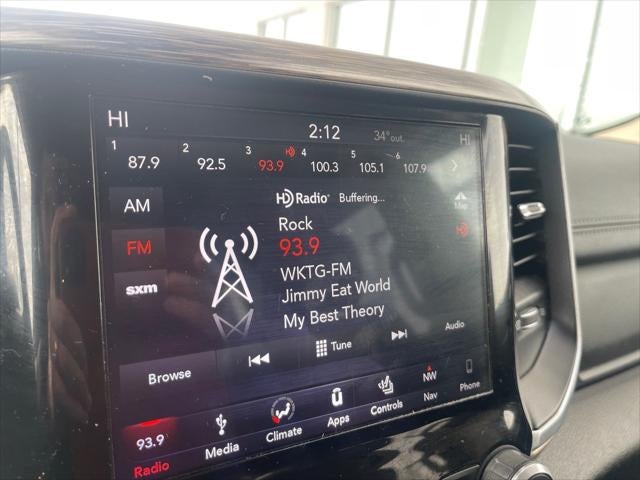 HI 2:12 34° out. HI
1 87.9 2 92.5 3 93.9 HD 4 100.3 5 105.1 6 107.9
AM
HD Radio Buffering...
Rock
FM
93.9
WKTG-FM
sxm
Jimmy Eat World
My Best Theory
Browse
Tune
Audio
93.9
Radio
Media
Climate
Apps
Controls
NW
Nav
Phone